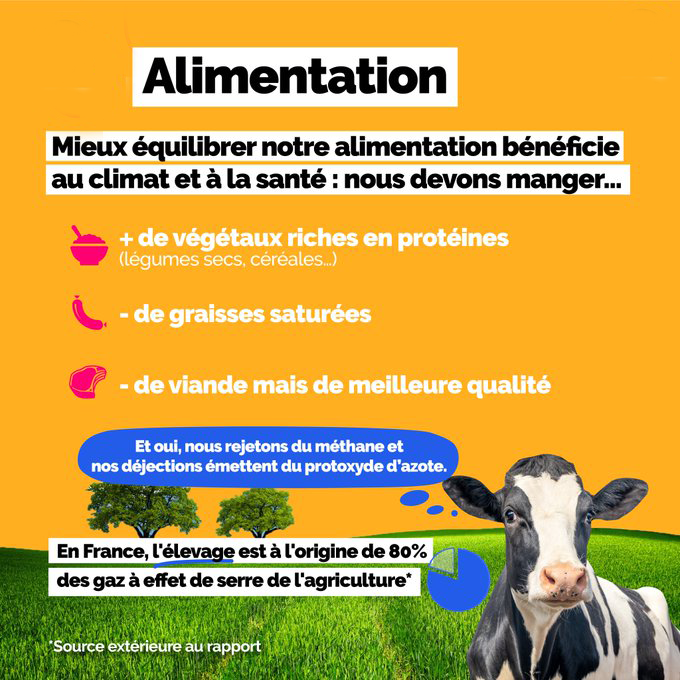 Alimentation
Mieux équilibrer notre alimentation bénéficie
au climat et à la santé : nous devons manger...
+ de végétaux riches en protéines
(légumes secs, céréales...)
- de graisses saturées
- de viande mais de meilleure qualité
Et oui, nous rejetons du méthane et
nos déjections émettent du protoxyde d'azote.
En France, l'élevage est à l'origine de 80%
des gaz à effet de serre de l'agriculture*
*Source extérieure au rapport